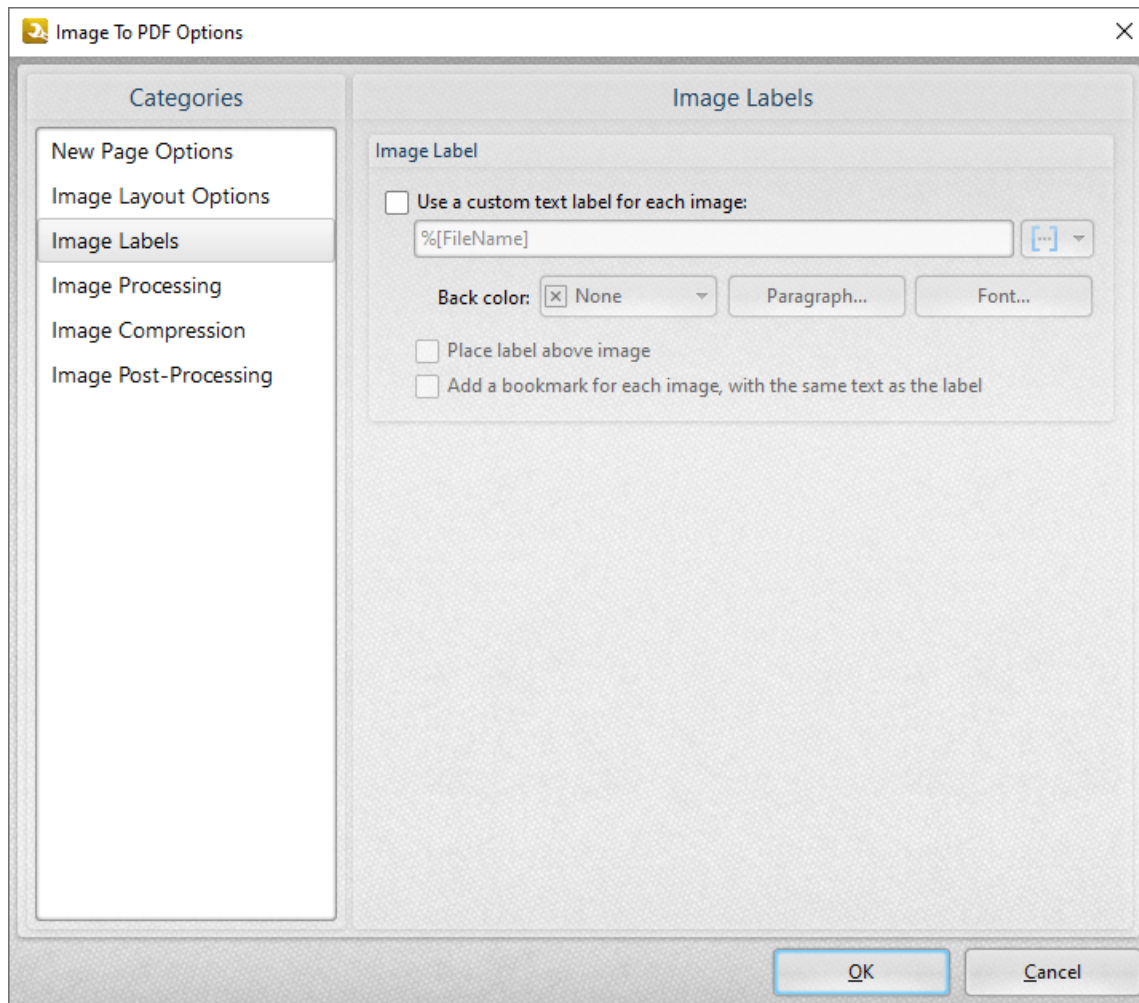 Image To PDF Options
Categories
New Page Options
Image Layout Options
Image Labels
Image Processing
Image Compression
Image Post-Processing
Image Labels
Image Label
Use a custom text label for each image:
%[FileName]
Back color: None Paragraph... Font...
Place label above image
Add a bookmark for each image, with the same text as the label
OK Cancel